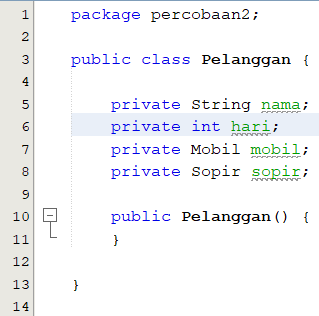 1 package percobaan2;
2
3 public class Pelanggan {
4
5 private String nama;
6 private int hari;
7 private Mobil mobil;
8 private Sopir sopir;
9
10 public Pelanggan() {
11 }
12
13 }
14